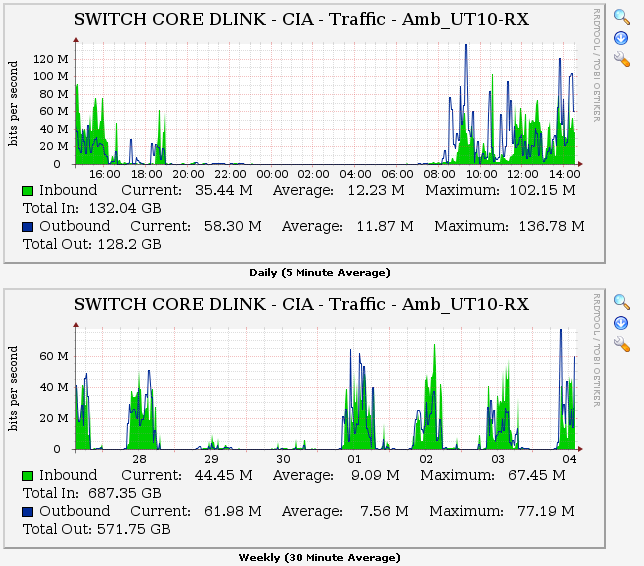 SWITCH CORE DLINK - CIA - Traffic - Amb_UT10-RX
RRDTOOL / TOBI OETIKER
bits per second
120 M
100 M
80 M
60 M
40 M
20 M
0
16:00 18:00 20:00 22:00 00:00 02:00 04:00 06:00 08:00 10:00 12:00 14:00
Inbound Current: 35.44 M Average: 12.23 M Maximum: 102.15 M
Total In: 132.04 GB
Outbound Current: 58.30 M Average: 11.87 M Maximum: 136.78 M
Total Out: 128.2 GB
Daily (5 Minute Average)
SWITCH CORE DLINK - CIA - Traffic - Amb_UT10-RX
RRDTOOL / TOBI OETIKER
bits per second
60 M
40 M
20 M
0
28 29 30 01 02 03 04
Inbound Current: 44.45 M Average: 9.09 M Maximum: 67.45 M
Total In: 687.35 GB
Outbound Current: 61.98 M Average: 7.56 M Maximum: 77.19 M
Total Out: 571.75 GB
Weekly (30 Minute Average)